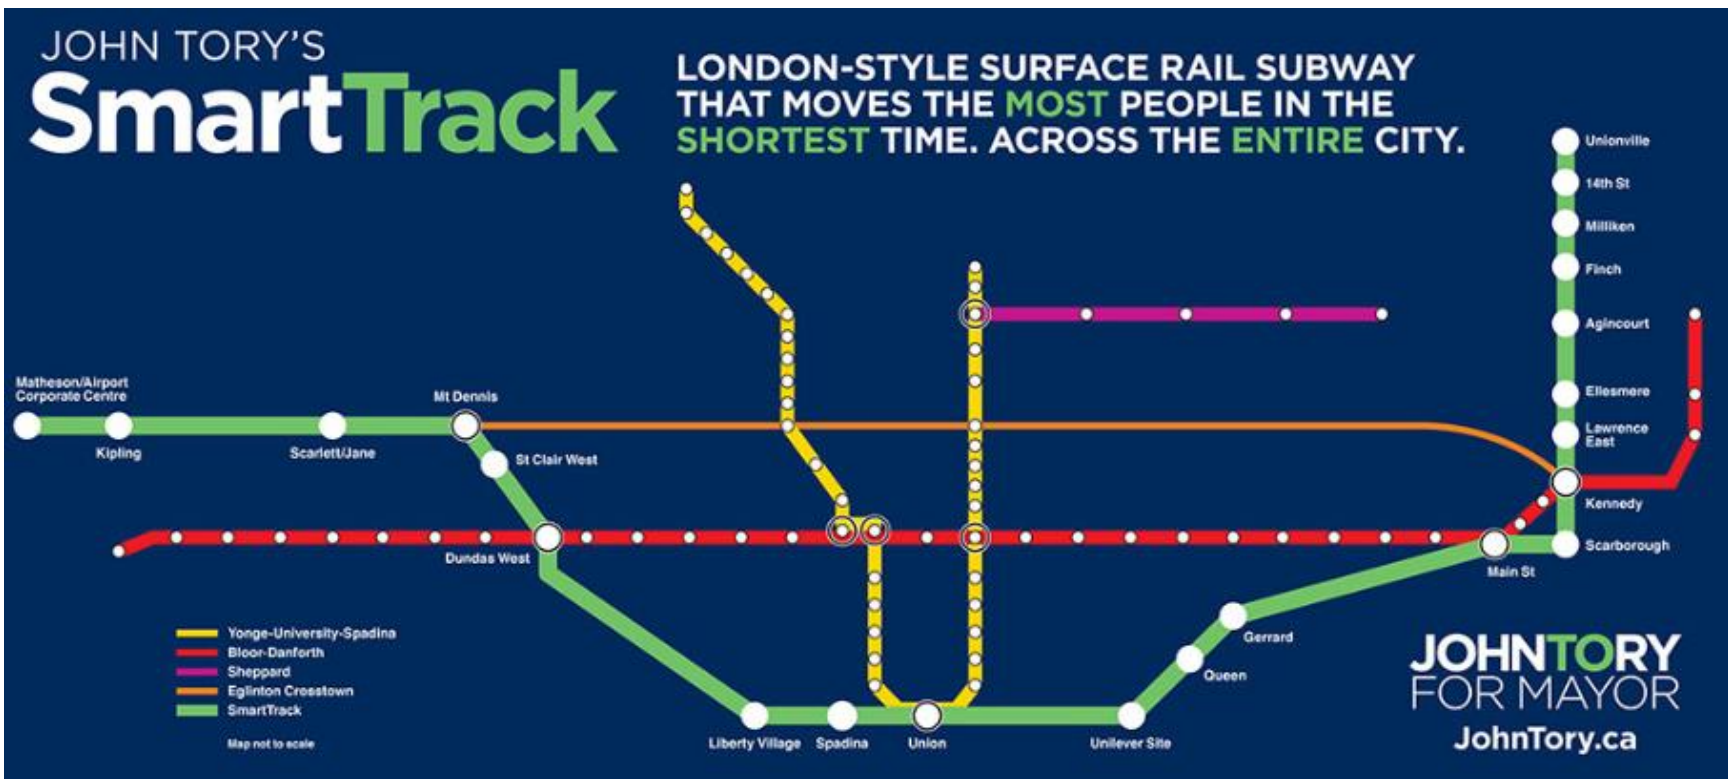 JOHN TORY'S
SmartTrack
LONDON-STYLE SURFACE RAIL SUBWAY
THAT MOVES THE MOST PEOPLE IN THE
SHORTEST TIME. ACROSS THE ENTIRE CITY.
Unionville
14th St
Milliken
Finch
Agincourt
Ellesmere
Lawrence
East
Kennedy
Scarborough
Matheson/Airport
Corporate Centre
Kipling
Scarlett/Jane
Mt Dennis
St Clair West
Dundas West
Main St
Gerrard
Queen
Liberty Village
Spadina
Union
Unilever Site
Yonge-University-Spadina
Bloor-Danforth
Sheppard
Eglinton Crosstown
SmartTrack
Map not to scale
JOHNTORY
FOR MAYOR
JohnTory.ca